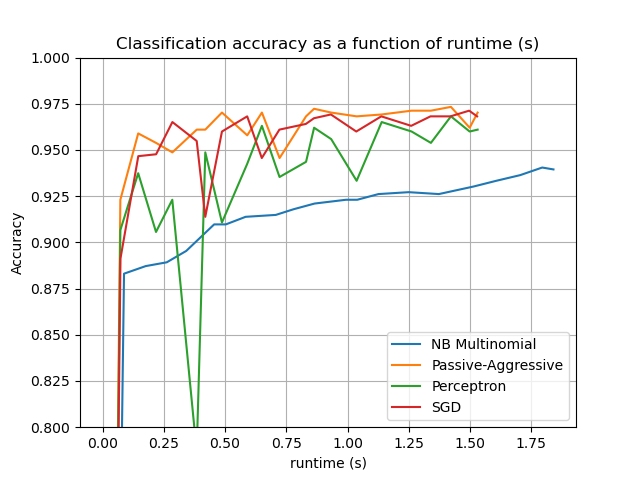 Classification accuracy as a function of runtime (s)
1.000
0.975
0.950
0.925
0.900
0.875
0.850
0.825
0.800
Accuracy
NB Multinomial
Passive-Aggressive
Perceptron
SGD
0.00 0.25 0.50 0.75 1.00 1.25 1.50 1.75
runtime (s)